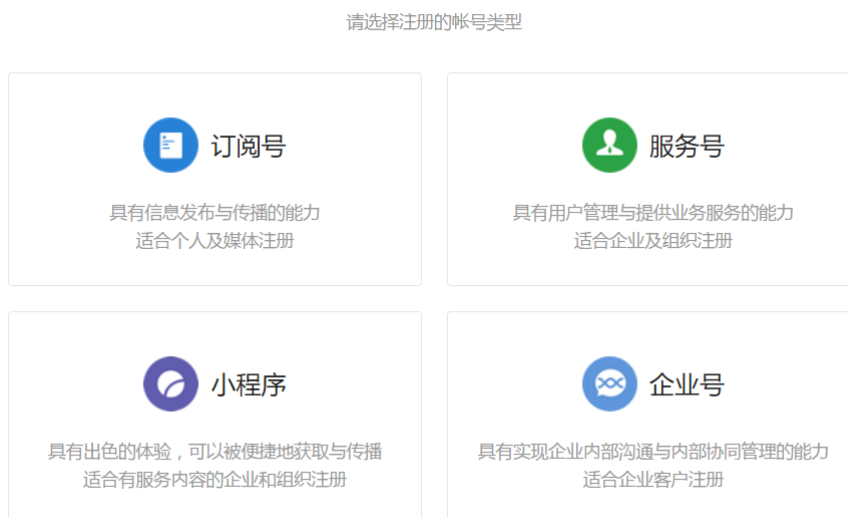 请选择注册的帐号类型
订阅号
具有信息发布与传播的能力
适合个人及媒体注册
服务号
具有用户管理与提供业务服务的能力
适合企业及组织注册
小程序
具有出色的体验，可以被便捷地获取与传播
适合有服务内容的企业和组织注册
企业号
具有实现企业内部沟通与内部协同管理的能力
适合企业客户注册